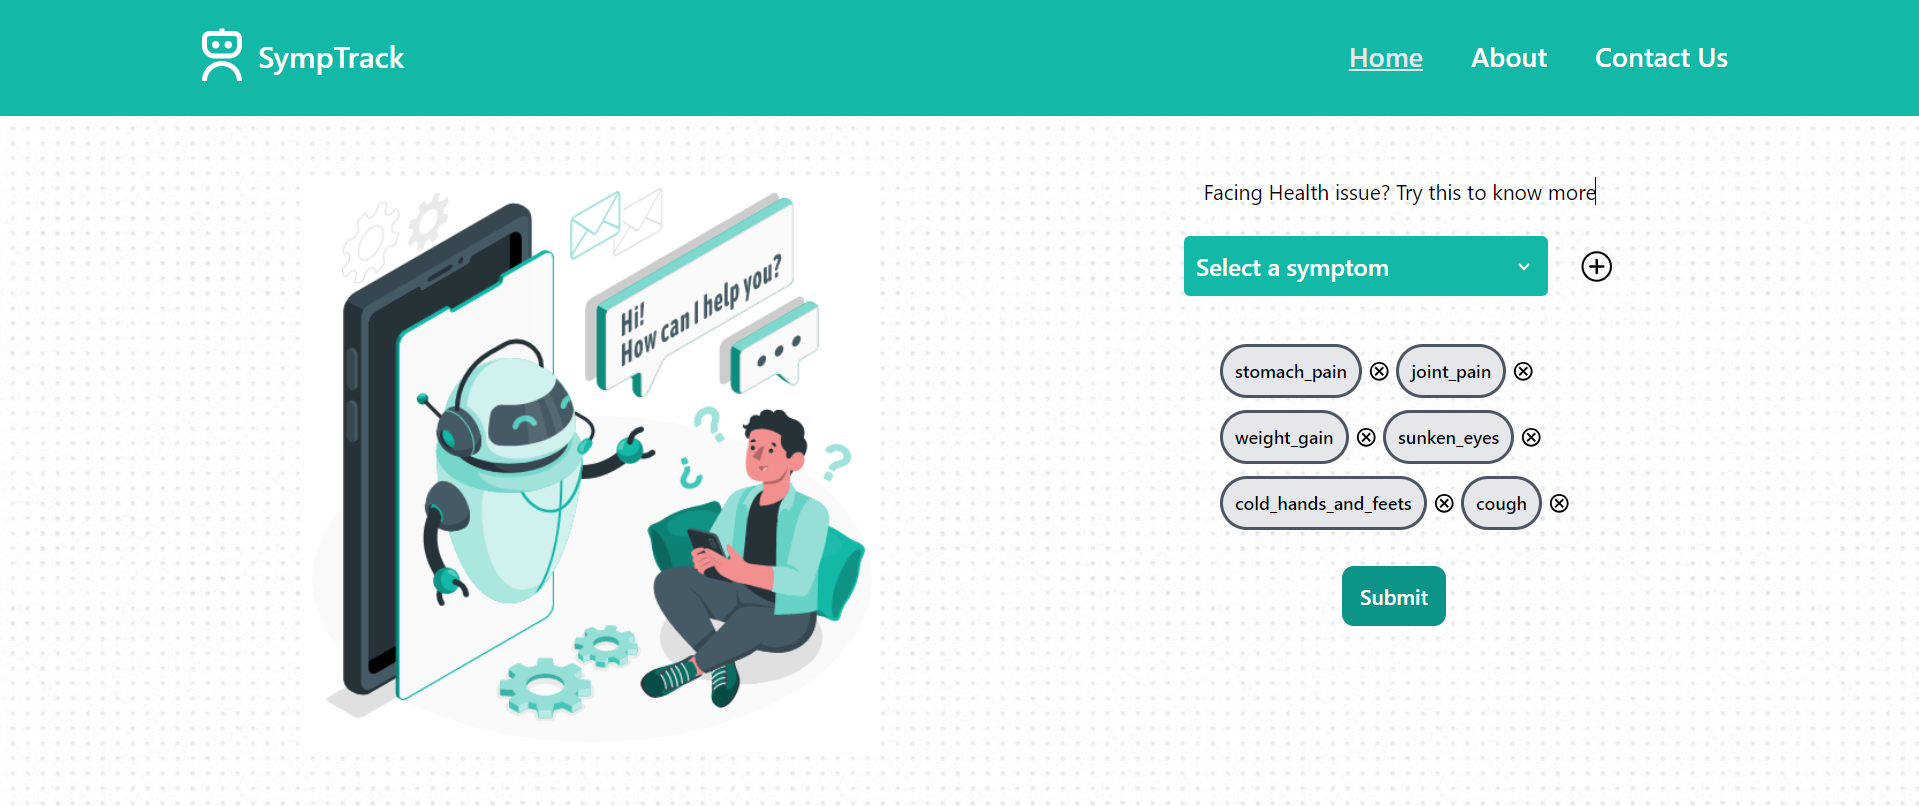 SympTrack
Home About Contact Us
Facing Health issue? Try this to know more
Select a symptom
Hi!
How can I help you?
stomach_pain joint_pain
weight_gain sunken_eyes
cold_hands_and_feets cough
Submit